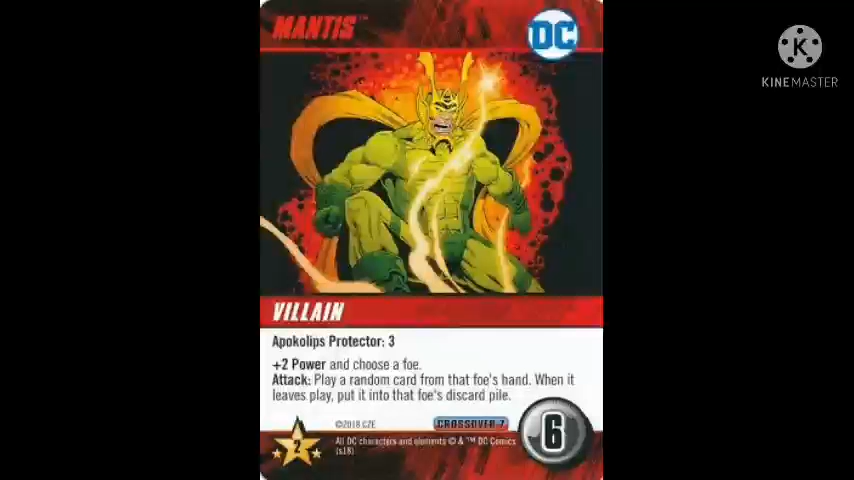 MANTIS™
DC
K
KINEMASTER
VILLAIN
Apokolips Protector: 3
+2 Power and choose a foe.
Attack: Play a random card from that foe's hand. When it
leaves play, put it into that foe's discard pile.
2
©2018 CZE
CROSSOVER 7
All DC characters and elements © & ™ DC Comics.
(s18)
6